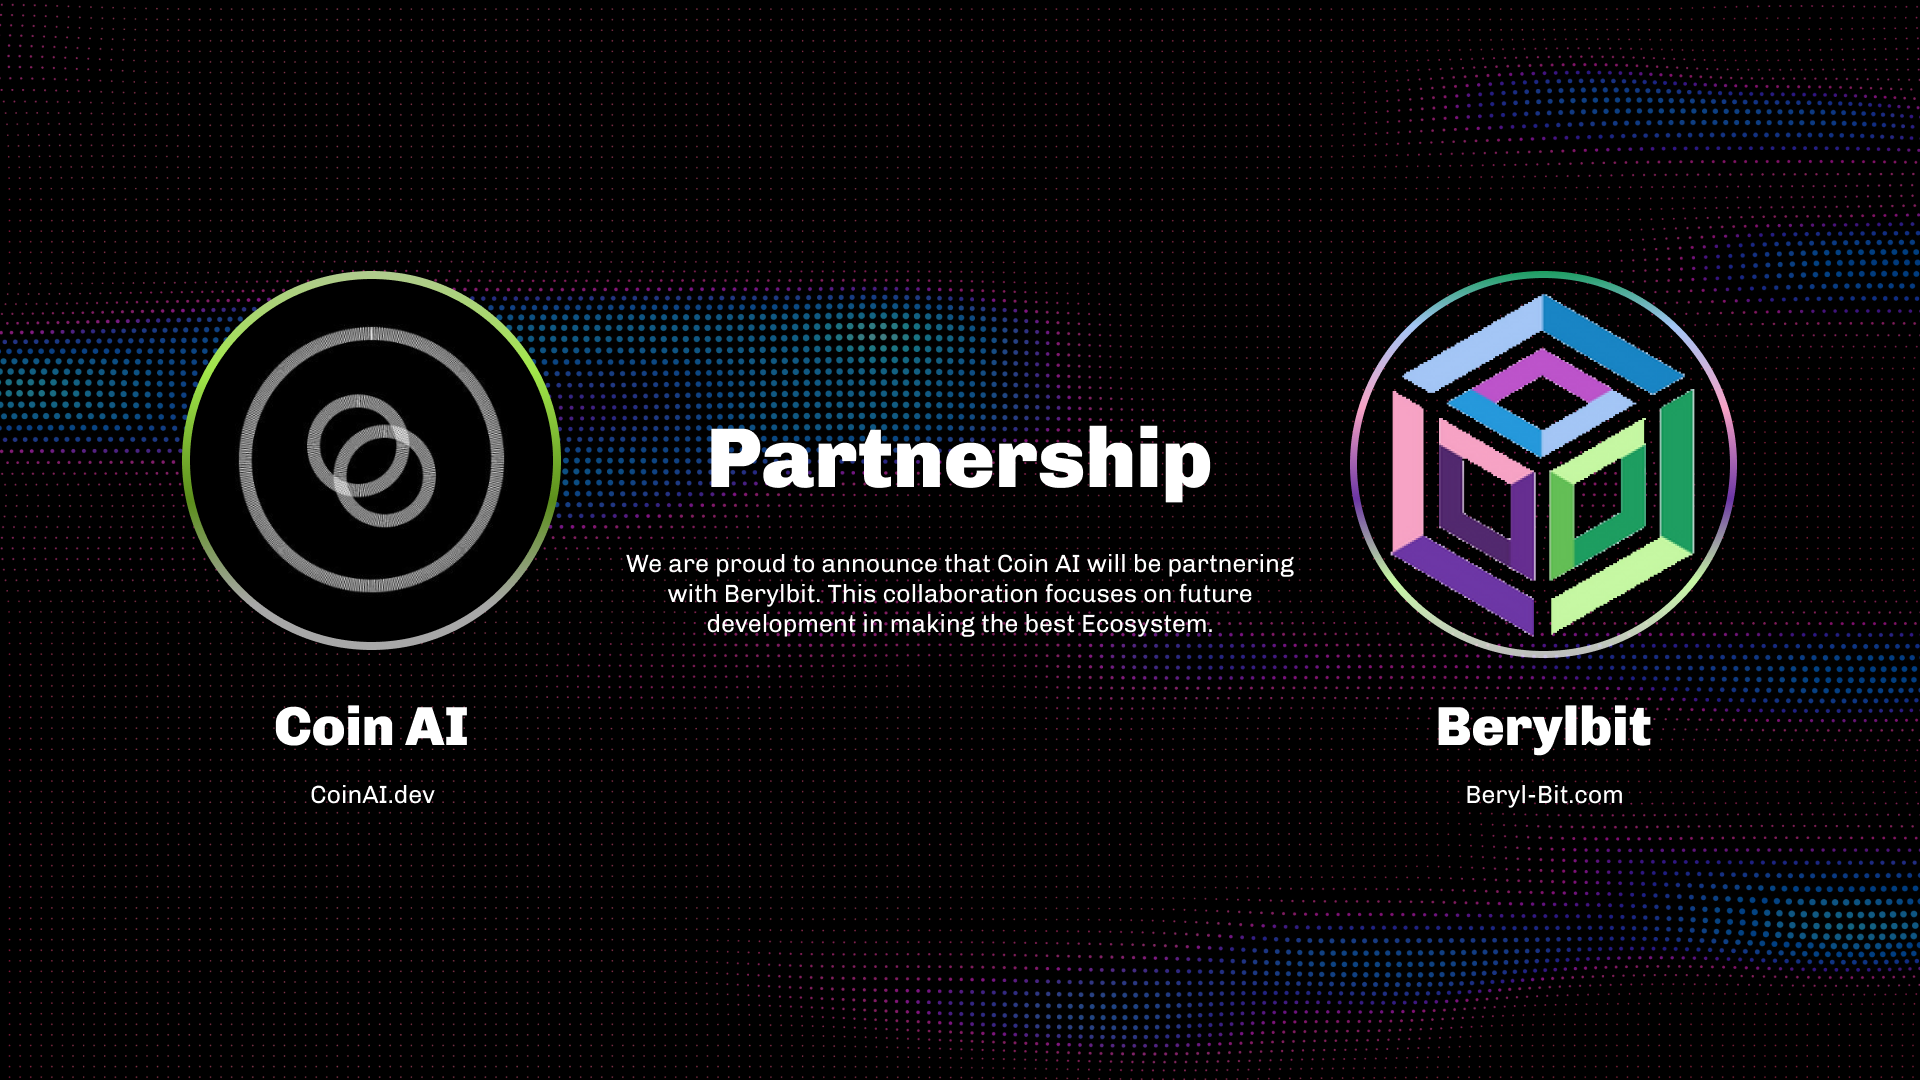 Partnership
We are proud to announce that Coin AI will be partnering
with Berylbit. This collaboration focuses on future
development in making the best Ecosystem.
Coin AI
CoinAI.dev
Berylbit
Beryl-Bit.com